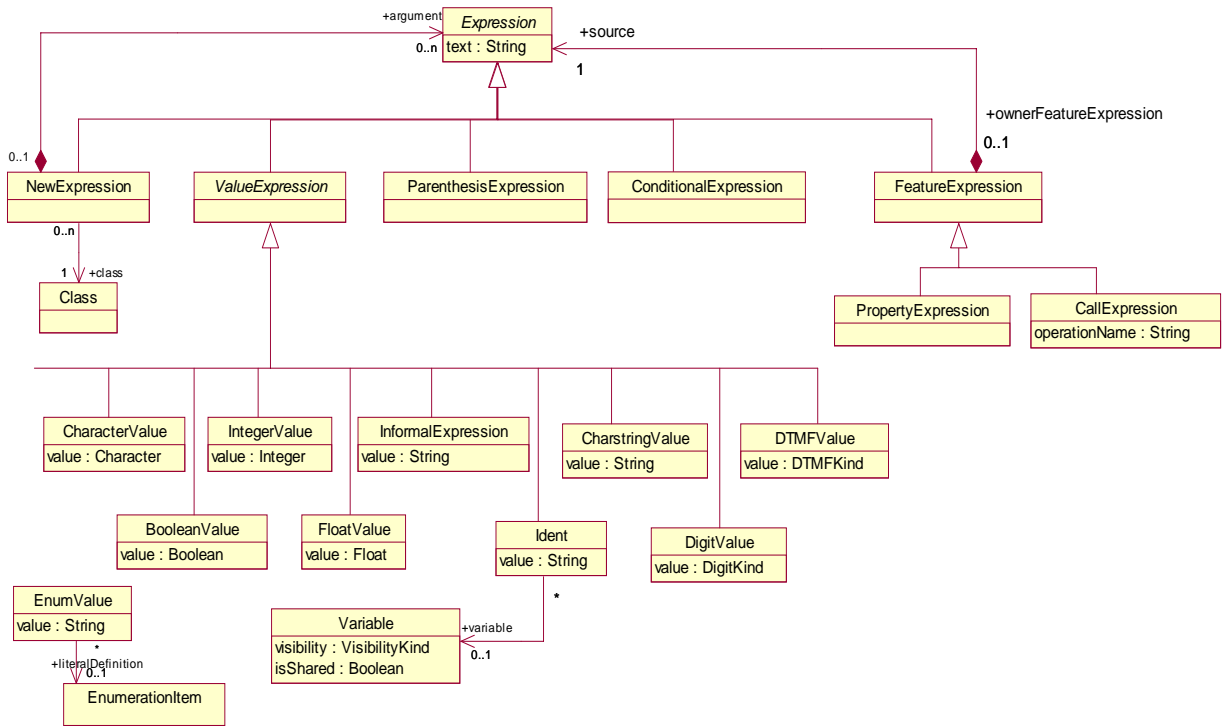 +argument
0..n
Expression
text : String
+source
1
+ownerFeatureExpression
0..1
0..1
NewExpression
ValueExpression
ParenthesisExpression
ConditionalExpression
FeatureExpression
0..n
1
+class
Class
PropertyExpression
CallExpression
operationName : String
CharacterValue
value : Character
IntegerValue
value : Integer
InformalExpression
value : String
CharstringValue
value : String
DTMFValue
value : DTMFKind
BooleanValue
value : Boolean
FloatValue
value : Float
Ident
value : String
DigitValue
value : DigitKind
EnumValue
value : String
*
+literalDefinition
0..1
EnumerationItem
Variable
visibility : VisibilityKind
isShared : Boolean
*
+variable
0..1